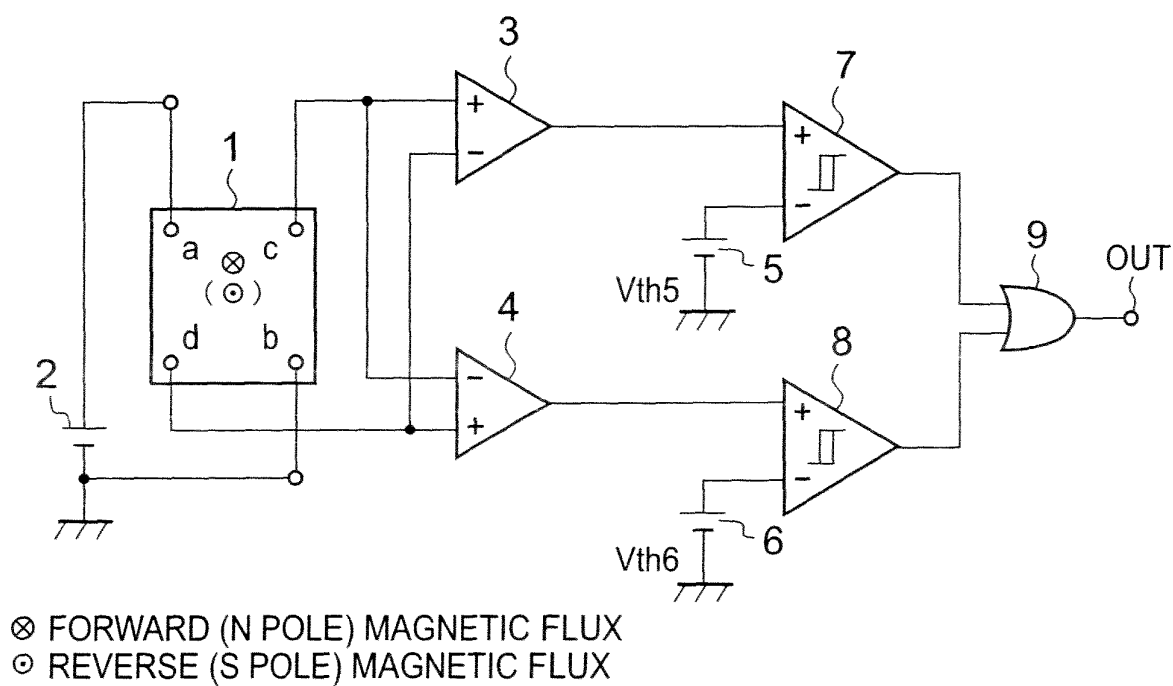 3
7
+
-
1
+
-
a
c
9
OUT
5
( )
Vth5
d
b
4
8
2
-
+
+
-
6
Vth6
⊗ FORWARD (N POLE) MAGNETIC FLUX
⊙ REVERSE (S POLE) MAGNETIC FLUX